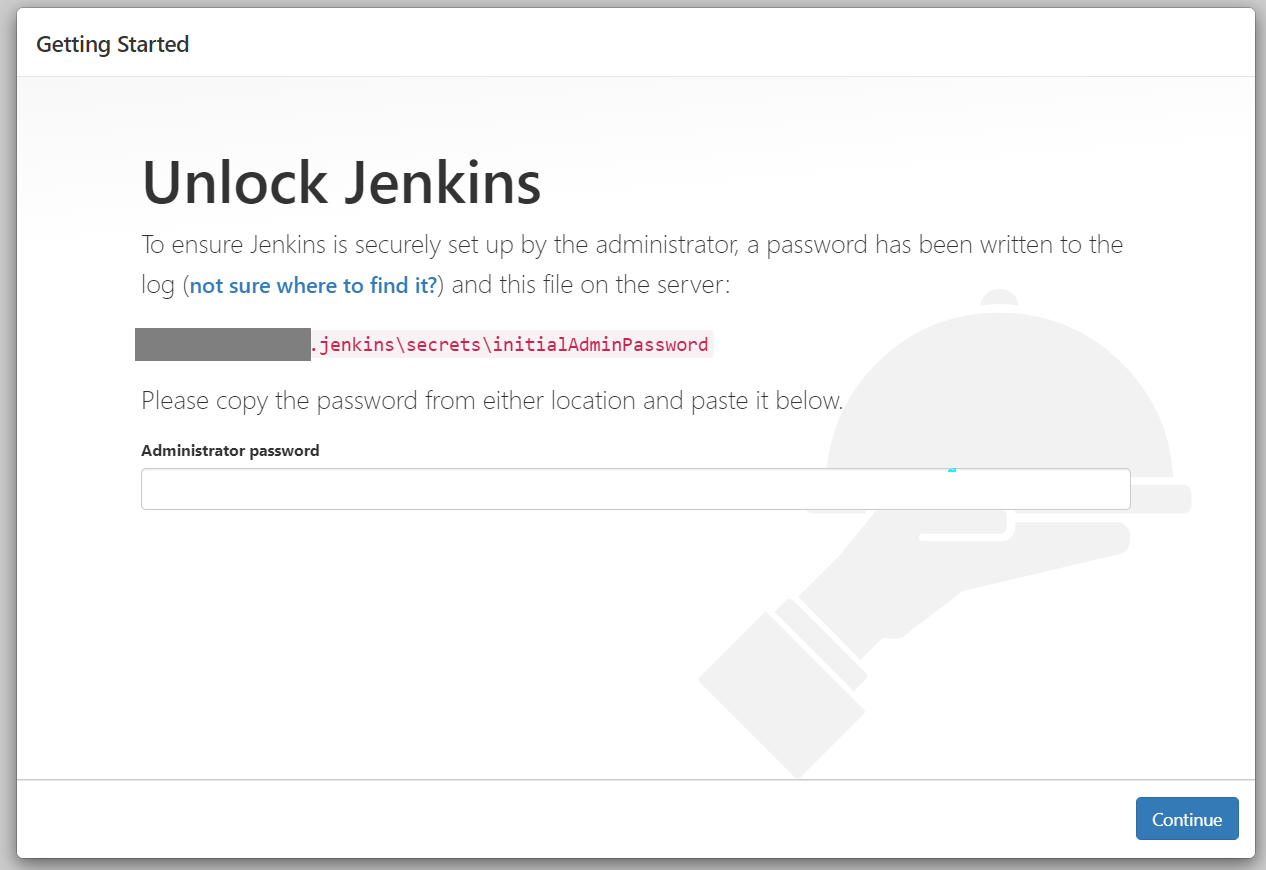 Getting Started
Unlock Jenkins
To ensure Jenkins is securely set up by the administrator, a password has been written to the
log (not sure where to find it?) and this file on the server:
.jenkins\secrets\initialAdminPassword
Please copy the password from either location and paste it below.
Administrator password
Continue